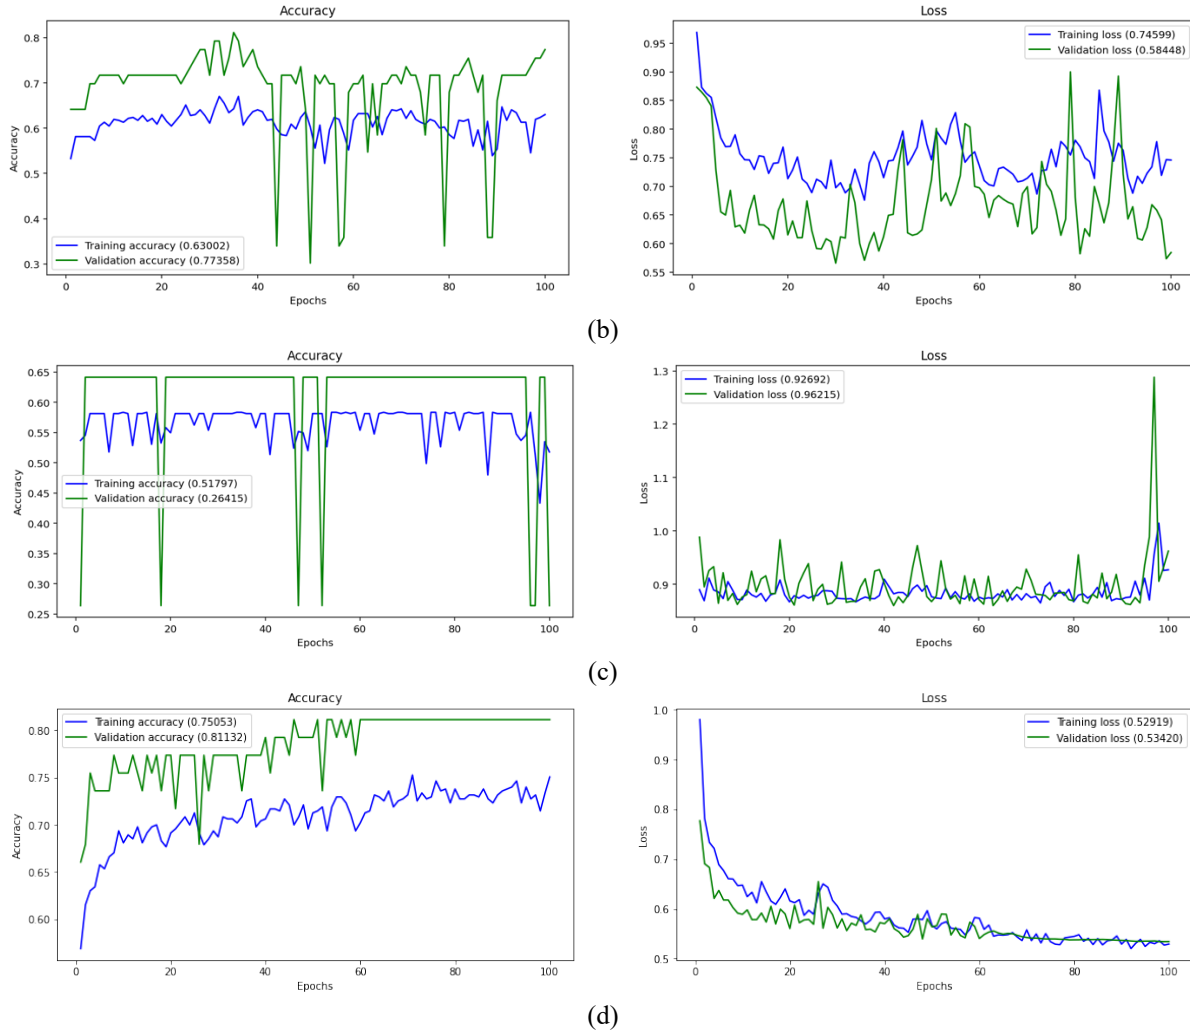 Accuracy
Loss
0.8
0.7
0.6
0.5
0.4
0.3
Accuracy
Training accuracy (0.63002)
Validation accuracy (0.77358)
0 20 40 60 80 100
Epochs
0.95
0.90
0.85
0.80
0.75
0.70
0.65
0.60
0.55
Loss
Training loss (0.74599)
Validation loss (0.58448)
0 20 40 60 80 100
Epochs
(b)
Accuracy
Loss
0.65
0.60
0.55
0.50
0.45
0.40
0.35
0.30
0.25
Accuracy
Training accuracy (0.51797)
Validation accuracy (0.26415)
0 20 40 60 80 100
Epochs
1.3
1.2
1.1
1.0
0.9
Loss
Training loss (0.92692)
Validation loss (0.96215)
0 20 40 60 80 100
Epochs
(c)
Accuracy
Loss
0.80
0.75
0.70
0.65
0.60
Accuracy
Training accuracy (0.75053)
Validation accuracy (0.81132)
0 20 40 60 80 100
Epochs
1.0
0.9
0.8
0.7
0.6
0.5
Loss
Training loss (0.52919)
Validation loss (0.53420)
0 20 40 60 80 100
Epochs
(d)